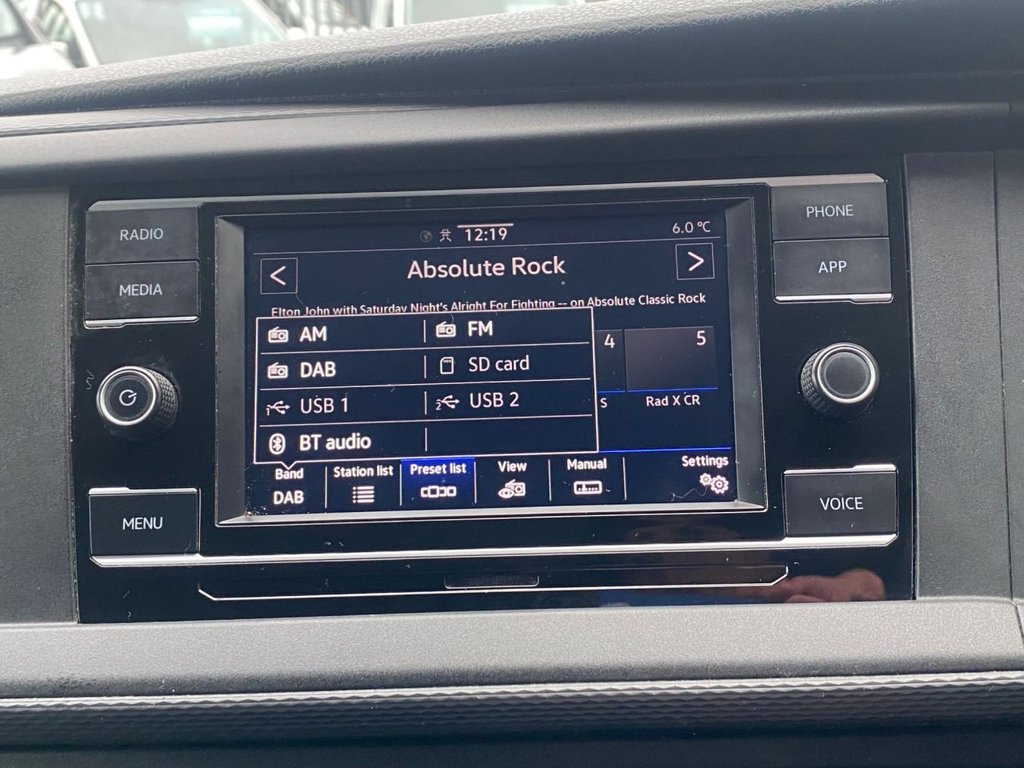 RADIO
MEDIA
MENU
PHONE
APP
VOICE
12:19
6.0 °C
<
Absolute Rock
>
Elton John with Saturday Night's Alright For Fighting -- on Absolute Classic Rock
AM
FM
DAB
SD card
1 USB 1
2 USB 2
BT audio
4
5
s
Rad X CR
Band
DAB
Station list
Preset list
View
Manual
Settings